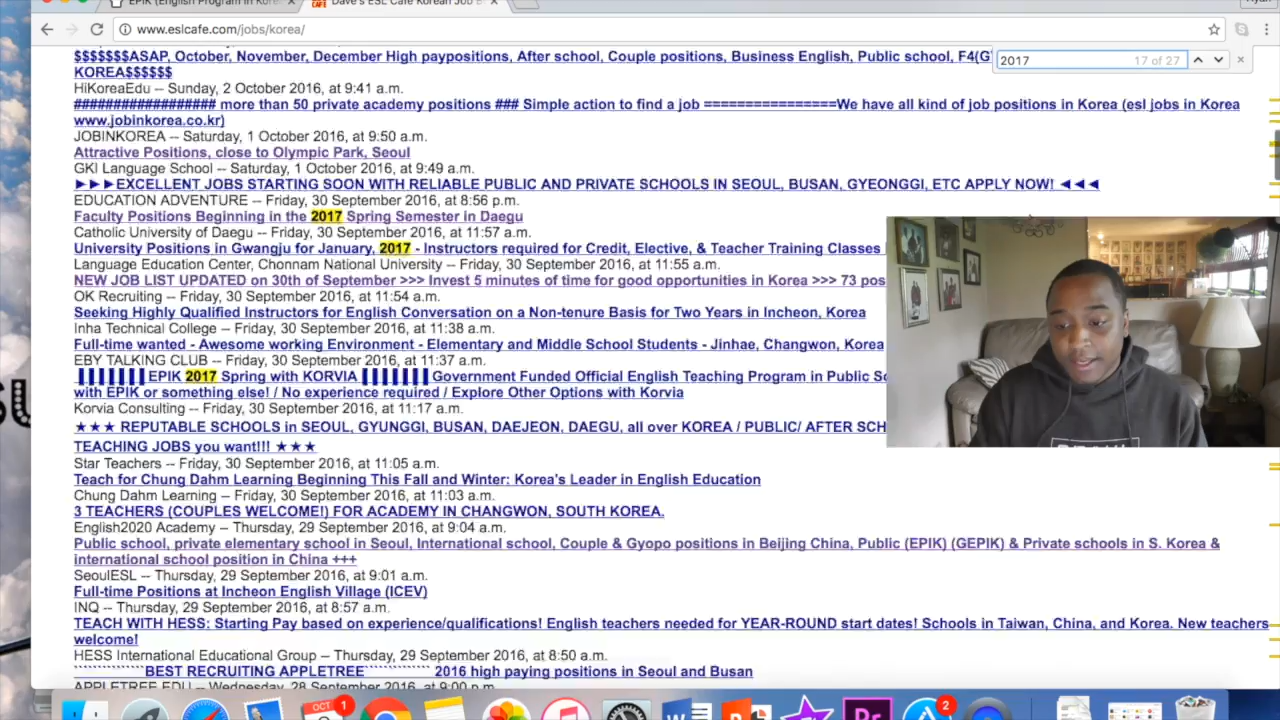 EPIK (English Program in Korea
Dave's ESL Cafe Korean Job
www.eslcafe.com/jobs/korea/
2017 17 of 27
$$$$$$$ASAP, October, November, December High paypositions, After school, Couple positions, Business English, Public school, F4(G
KOREA$$$$$$
HiKoreaEdu -- Sunday, 2 October 2016, at 9:41 a.m.
################# more than 50 private academy positions ### Simple action to find a job ================We have all kind of job positions in Korea (esl jobs in Korea
www.jobinkorea.co.kr)
JOBINKOREA -- Saturday, 1 October 2016, at 9:50 a.m.
Attractive Positions, close to Olympic Park, Seoul
GKI Language School -- Saturday, 1 October 2016, at 9:49 a.m.
►►►EXCELLENT JOBS STARTING SOON WITH RELIABLE PUBLIC AND PRIVATE SCHOOLS IN SEOUL, BUSAN, GYEONGGI, ETC APPLY NOW! ◄◄◄
EDUCATION ADVENTURE -- Friday, 30 September 2016, at 8:56 p.m.
Faculty Positions Beginning in the 2017 Spring Semester in Daegu
Catholic University of Daegu -- Friday, 30 September 2016, at 11:57 a.m.
University Positions in Gwangju for January, 2017 - Instructors required for Credit, Elective, & Teacher Training Classes
Language Education Center, Chonnam National University -- Friday, 30 September 2016, at 11:55 a.m.
NEW JOB LIST UPDATED on 30th of September >>> Invest 5 minutes of time for good opportunities in Korea >>> 73 pos
OK Recruiting -- Friday, 30 September 2016, at 11:54 a.m.
Seeking Highly Qualified Instructors for English Conversation on a Non-tenure Basis for Two Years in Incheon, Korea
Inha Technical College -- Friday, 30 September 2016, at 11:38 a.m.
Full-time wanted - Awesome working Environment - Elementary and Middle School Students - Jinhae, Changwon, Korea
EBY TALKING CLUB -- Friday, 30 September 2016, at 11:37 a.m.
▐▐▐▐▐▐▐ EPIK 2017 Spring with KORVIA ▐▐▐▐▐▐▐ Government Funded Official English Teaching Program in Public Sc
with EPIK or something else! / No experience required / Explore Other Options with Korvia
Korvia Consulting -- Friday, 30 September 2016, at 11:17 a.m.
★★★ REPUTABLE SCHOOLS in SEOUL, GYUNGGI, BUSAN, DAEJEON, DAEGU, all over KOREA / PUBLIC/ AFTER SCH
TEACHING JOBS you want!!! ★★★
Star Teachers -- Friday, 30 September 2016, at 11:05 a.m.
Teach for Chung Dahm Learning Beginning This Fall and Winter: Korea's Leader in English Education
Chung Dahm Learning -- Friday, 30 September 2016, at 11:03 a.m.
3 TEACHERS (COUPLES WELCOME!) FOR ACADEMY IN CHANGWON, SOUTH KOREA.
English2020 Academy -- Thursday, 29 September 2016, at 9:04 a.m.
Public school, private elementary school in Seoul, International school, Couple & Gyopo positions in Beijing China, Public (EPIK) (GEPIK) & Private schools in S. Korea &
international school position in China +++
SeoulESL -- Thursday, 29 September 2016, at 9:01 a.m.
Full-time Positions at Incheon English Village (ICEV)
INQ -- Thursday, 29 September 2016, at 8:57 a.m.
TEACH WITH HESS: Starting Pay based on experience/qualifications! English teachers needed for YEAR-ROUND start dates! Schools in Taiwan, China, and Korea. New teachers
welcome!
HESS International Educational Group -- Thursday, 29 September 2016, at 8:50 a.m.
BEST RECRUITING APPLETREE 2016 high paying positions in Seoul and Busan
APPLETREE EDU -- Wednesday, 28 September 2016, at 9:00 p.m.
OCT 1
2
W P Pr